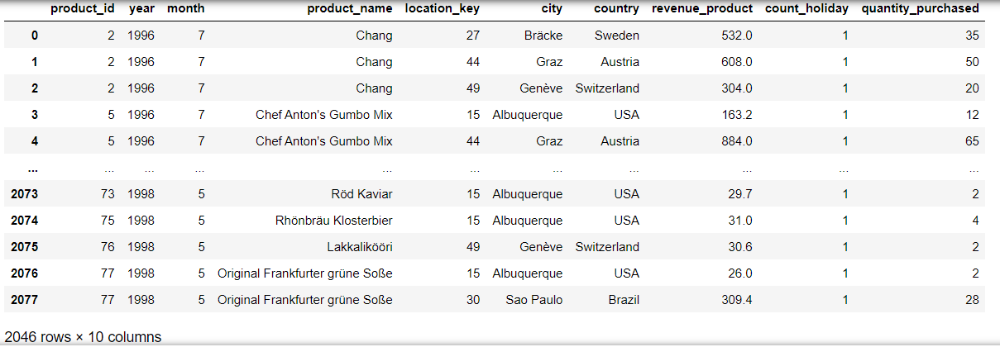 product_id year month product_name location_key city country revenue_product count_holiday quantity_purchased
0 2 1996 7 Chang 27 Bräcke Sweden 532.0 1 35
1 2 1996 7 Chang 44 Graz Austria 608.0 1 50
2 2 1996 7 Chang 49 Genève Switzerland 304.0 1 20
3 5 1996 7 Chef Anton's Gumbo Mix 15 Albuquerque USA 163.2 1 12
4 5 1996 7 Chef Anton's Gumbo Mix 44 Graz Austria 884.0 1 65
... ... ... ... ... ... ... ... ... ... ...
2073 73 1998 5 Röd Kaviar 15 Albuquerque USA 29.7 1 2
2074 75 1998 5 Rhönbräu Klosterbier 15 Albuquerque USA 31.0 1 4
2075 76 1998 5 Lakkalikööri 49 Genève Switzerland 30.6 1 2
2076 77 1998 5 Original Frankfurter grüne Soße 15 Albuquerque USA 26.0 1 2
2077 77 1998 5 Original Frankfurter grüne Soße 30 Sao Paulo Brazil 309.4 1 28
2046 rows × 10 columns